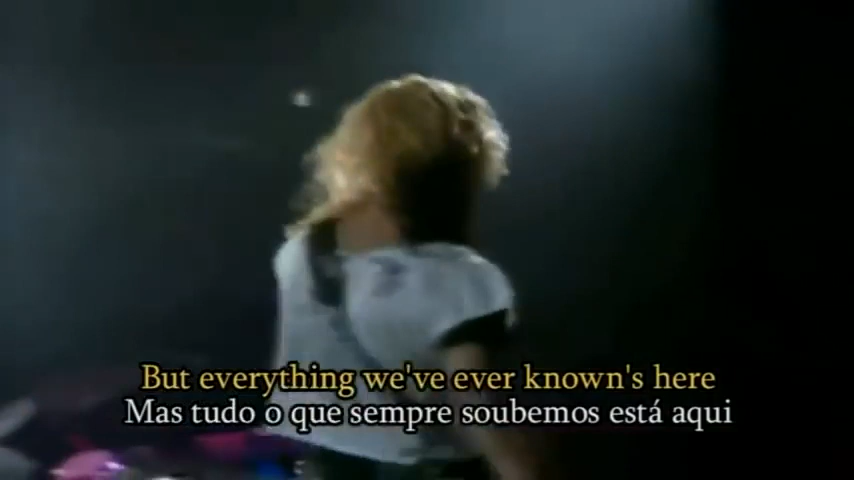 But everything we've ever known's here
Mas tudo o que sempre soubemos está aqui